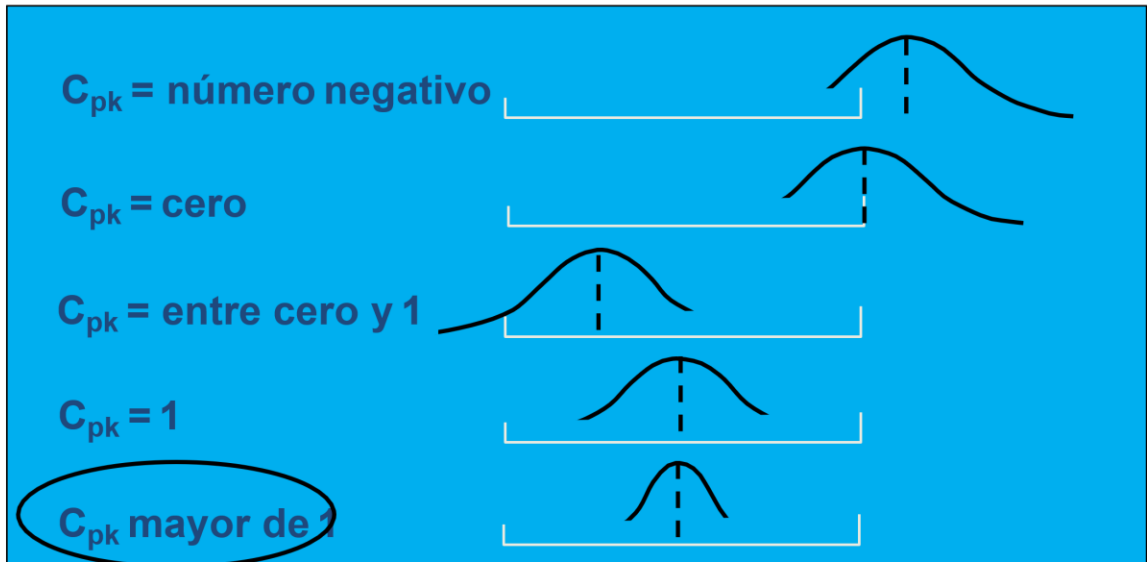 Cpk = número negativo
Cpk = cero
Cpk = entre cero y 1
Cpk = 1
Cpk mayor de 1